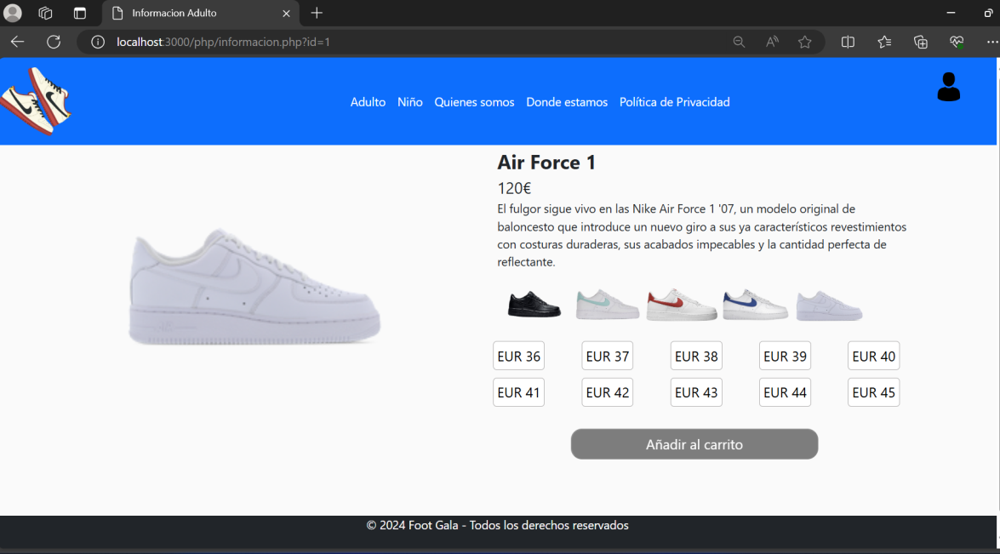 Informacion Adulto
localhost:3000/php/informacion.php?id=1
Adulto Niño Quienes somos Donde estamos Política de Privacidad
Air Force 1
120€
El fulgor sigue vivo en las Nike Air Force 1 '07, un modelo original de
baloncesto que introduce un nuevo giro a sus ya característicos revestimientos
con costuras duraderas, sus acabados impecables y la cantidad perfecta de
reflectante.
EUR 36 EUR 37 EUR 38 EUR 39 EUR 40
EUR 41 EUR 42 EUR 43 EUR 44 EUR 45
Añadir al carrito
© 2024 Foot Gala - Todos los derechos reservados